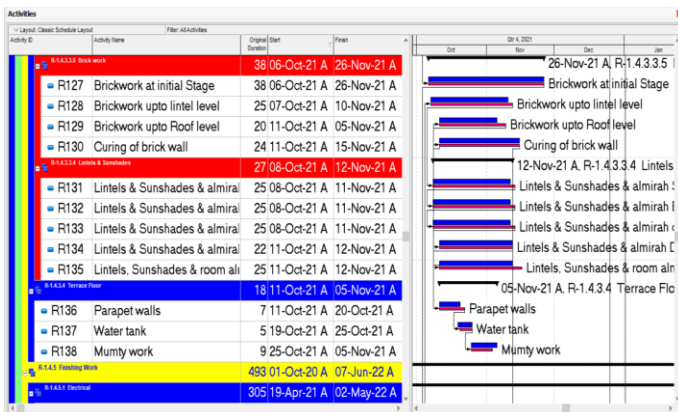 Activities
Layout: Classic Schedule Layout Filter: All Activities
Activity ID Activity Name Original Duration Start Finish Qtr 4, 2021
Oct Nov Dec Jan
R-1.4.3.3.5 Brick work 38 06-Oct-21 A 26-Nov-21 A 26-Nov-21 A, R-1.4.3.3.5
R127 Brickwork at initial Stage 38 06-Oct-21 A 26-Nov-21 A Brickwork at initial Stage
R128 Brickwork upto lintel level 25 07-Oct-21 A 10-Nov-21 A Brickwork upto lintel level
R129 Brickwork upto Roof level 20 11-Oct-21 A 05-Nov-21 A Brickwork upto Roof level
R130 Curing of brick wall 24 11-Oct-21 A 15-Nov-21 A Curing of brick wall
R-1.4.3.3.4 Lintels & Sunshades 27 08-Oct-21 A 12-Nov-21 A 12-Nov-21 A, R-1.4.3.3.4 Lintels
R131 Lintels & Sunshades & almiral 25 08-Oct-21 A 11-Nov-21 A Lintels & Sunshades & almirah
R132 Lintels & Sunshades & almiral 25 08-Oct-21 A 11-Nov-21 A Lintels & Sunshades & almirah
R133 Lintels & Sunshades & almiral 25 08-Oct-21 A 11-Nov-21 A Lintels & Sunshades & almirah
R134 Lintels & Sunshades & almiral 22 11-Oct-21 A 12-Nov-21 A Lintels & Sunshades & almirah D
R135 Lintels, Sunshades & room alı 25 11-Oct-21 A 12-Nov-21 A Lintels, Sunshades & room aln
R-1.4.3.4 Terrace Floor 18 11-Oct-21 A 05-Nov-21 A 05-Nov-21 A, R-1.4.3.4 Terrace Flo
R136 Parapet walls 7 11-Oct-21 A 20-Oct-21 A Parapet walls
R137 Water tank 5 19-Oct-21 A 25-Oct-21 A Water tank
R138 Mumty work 9 25-Oct-21 A 05-Nov-21 A Mumty work
R-1.4.5 Finishing Work 493 01-Oct-20 A 07-Jun-22 A
R-1.4.5.1 Electrical 305 19-Apr-21 A 02-May-22 A